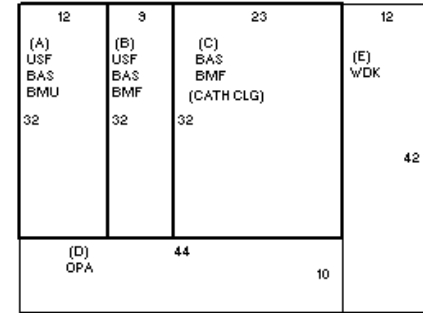 12 9 23 12
(A) (B) (C) (E)
USF USF BAS WDK
BAS BAS BMF
BMU BMF (CATH CLG)
32 32 32
42
(D) 44
OPA
10